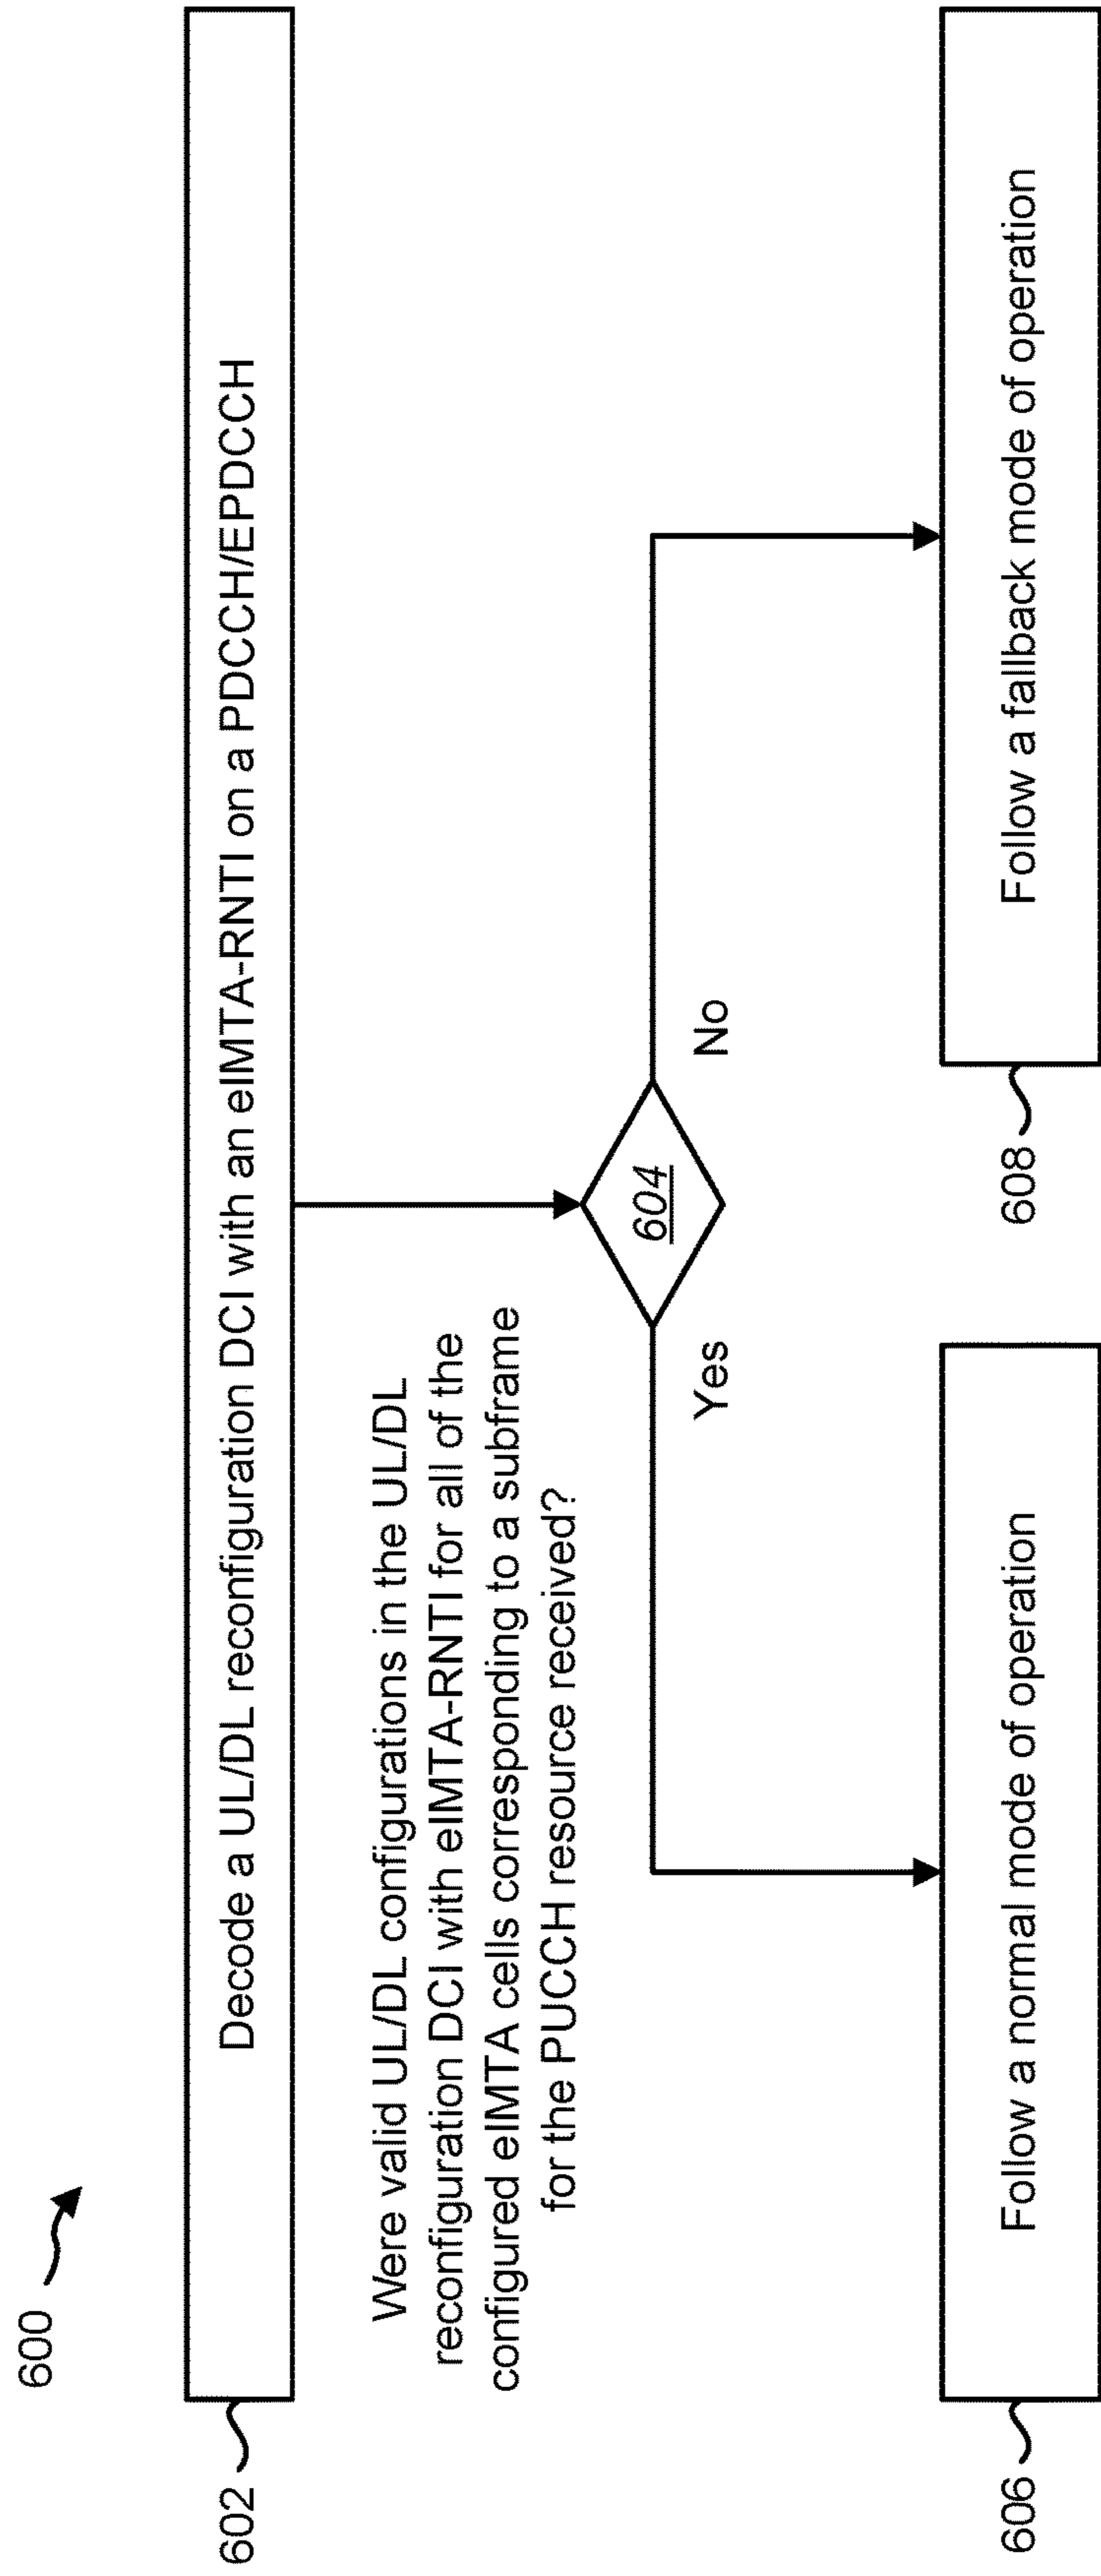 600
602
Decode a UL/DL reconfiguration DCI with an eIMTA-RNTI on a PDCCH/EPDCCH
Were valid UL/DL configurations in the UL/DL
reconfiguration DCI with eIMTA-RNTI for all of the
configured eIMTA cells corresponding to a subframe
for the PUCCH resource received?
604
Yes
No
606
Follow a normal mode of operation
608
Follow a fallback mode of operation